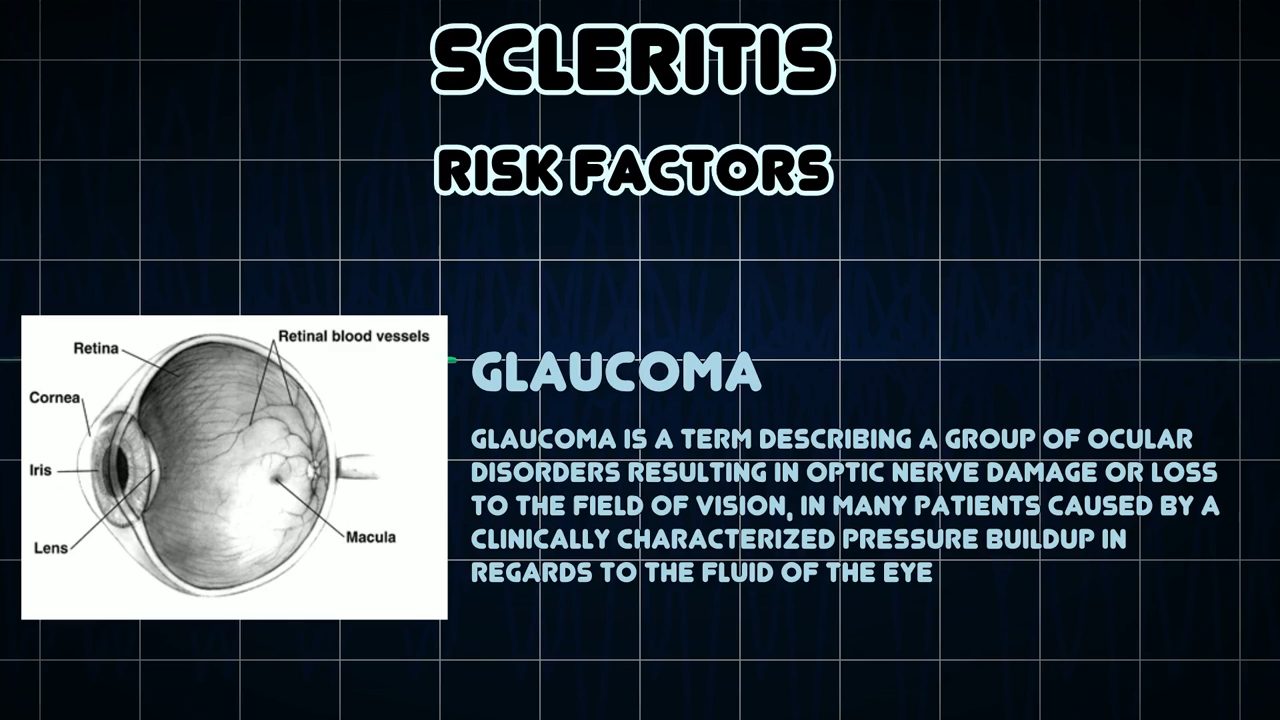 SCLERITIS
RISK FACTORS
Retinal blood vessels
Retina
Cornea
Iris
Lens
Macula
GLAUCOMA
GLAUCOMA IS A TERM DESCRIBING A GROUP OF OCULAR
DISORDERS RESULTING IN OPTIC NERVE DAMAGE OR LOSS
TO THE FIELD OF VISION, IN MANY PATIENTS CAUSED BY A
CLINICALLY CHARACTERIZED PRESSURE BUILDUP IN
REGARDS TO THE FLUID OF THE EYE